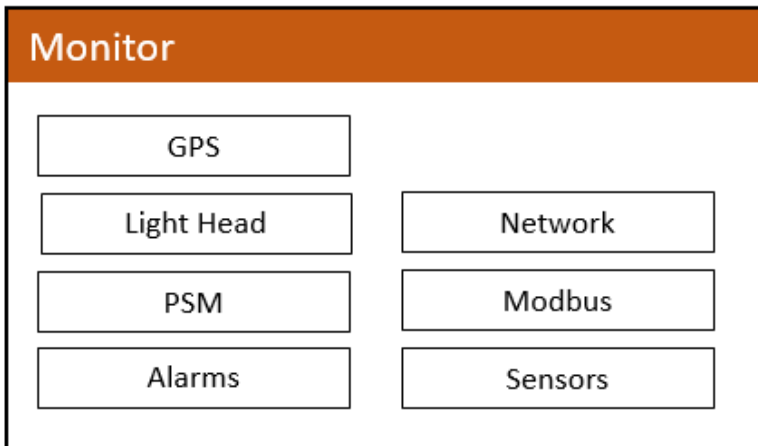 Monitor
GPS
Light Head
Network
PSM
Modbus
Alarms
Sensors